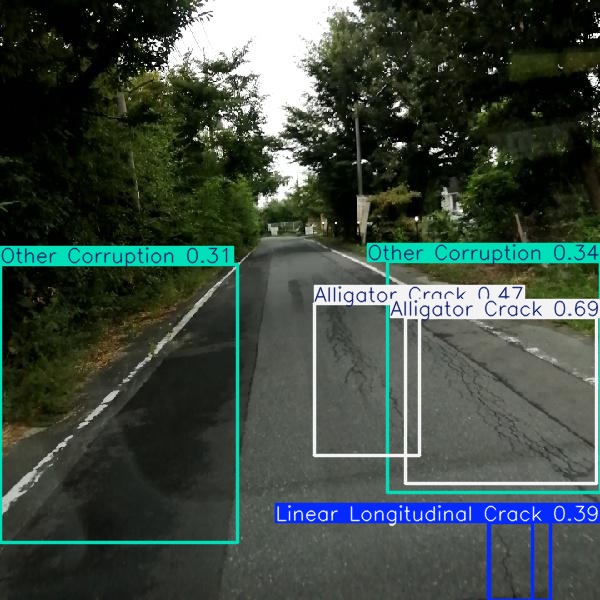 Other Corruption 0.31
Other Corruption 0.34
Alligator Crack 0.47
Alligator Crack 0.69
Linear Longitudinal Crack 0.39